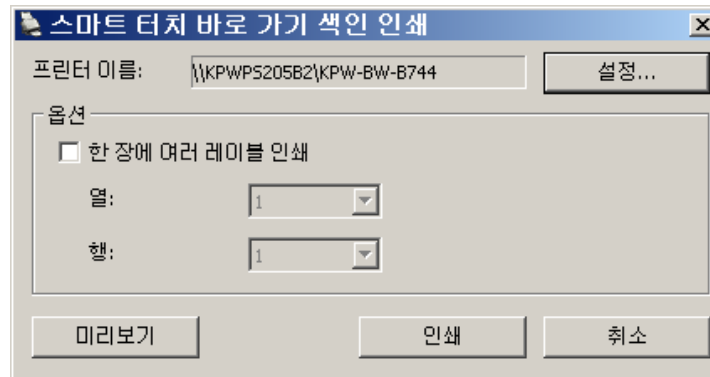 스마트 터치 바로 가기 색인 인쇄
프린터 이름: \\KPWPS205B2\KPW-BW-B744 설정...
옵션
한 장에 여러 레이블 인쇄
열: 1
행: 1
미리보기 인쇄 취소